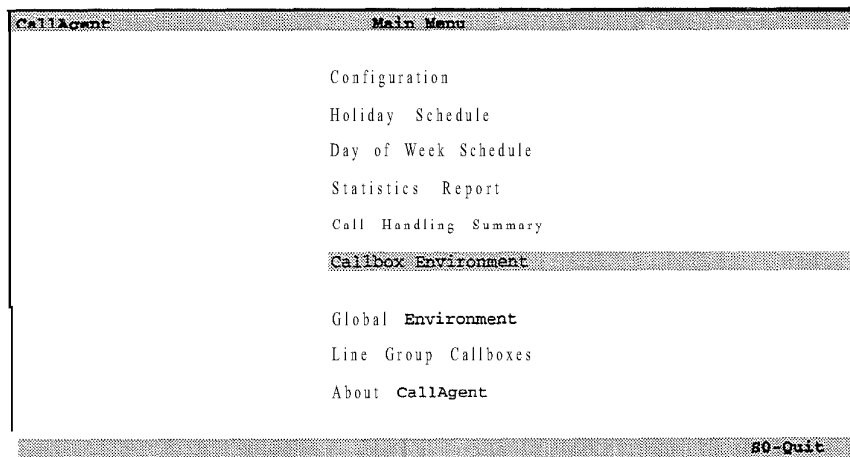 CallAgent Main Menu
Configuration
Holiday Schedule
Day of Week Schedule
Statistics Report
Call Handling Summary
Callbox Environment
Global Environment
Line Group Callboxes
About CallAgent
S0-Quit